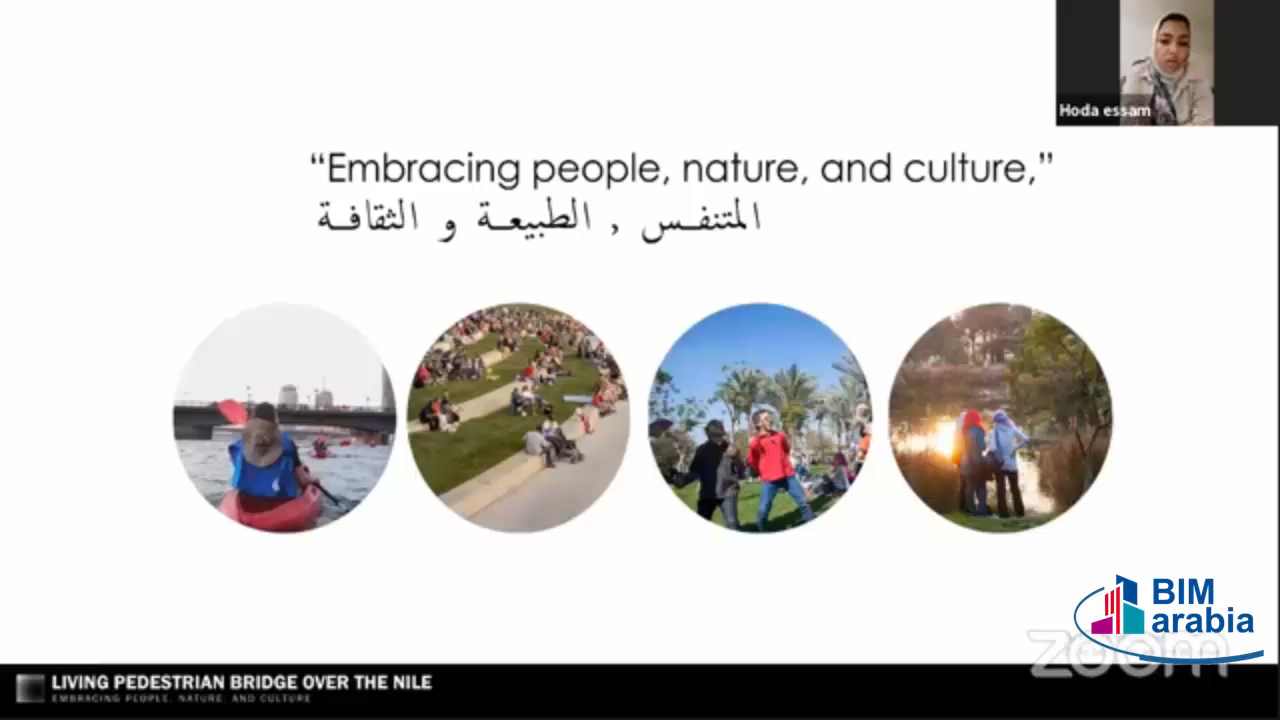 Hoda essam
“Embracing people, nature, and culture,”
المتنفس , الطبيعة و الثقافة
BIM
arabia
zoom
LIVING PEDESTRIAN BRIDGE OVER THE NILE
EMBRACING PEOPLE, NATURE, AND CULTURE